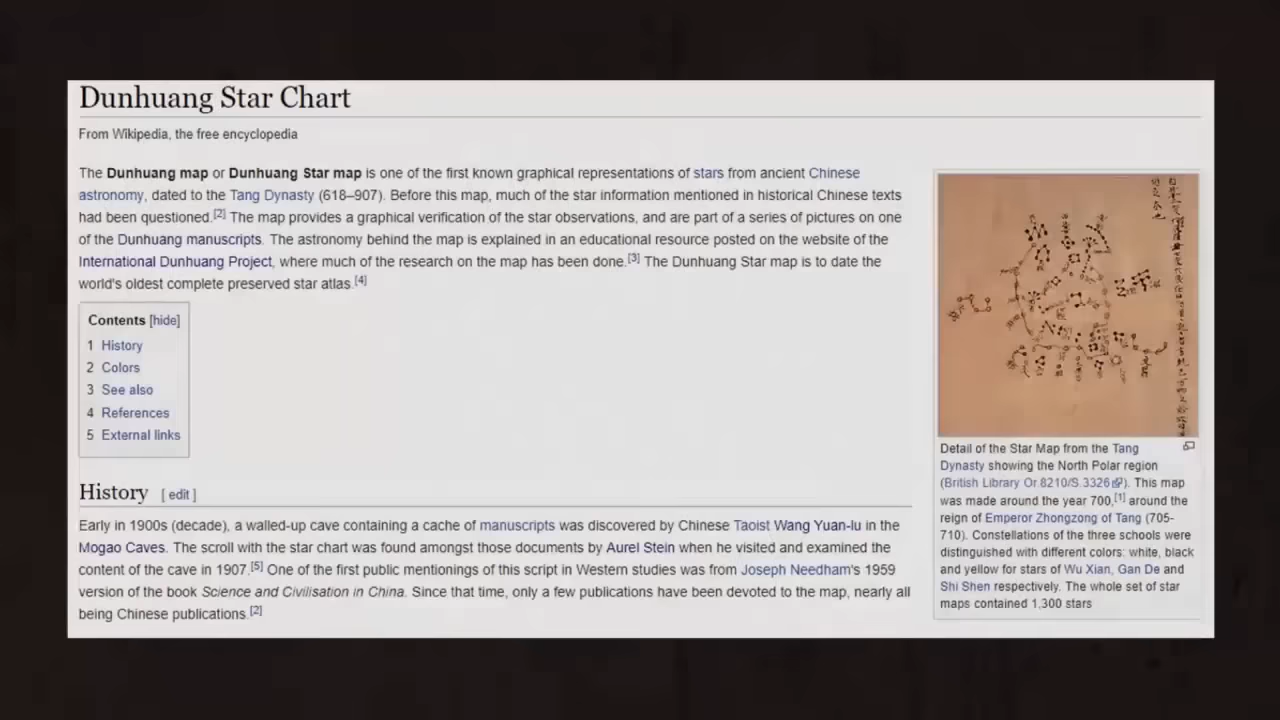 Dunhuang Star Chart
From Wikipedia, the free encyclopedia
The Dunhuang map or Dunhuang Star map is one of the first known graphical representations of stars from ancient Chinese
astronomy, dated to the Tang Dynasty (618–907). Before this map, much of the star information mentioned in historical Chinese texts
had been questioned.[2] The map provides a graphical verification of the star observations, and are part of a series of pictures on one
of the Dunhuang manuscripts. The astronomy behind the map is explained in an educational resource posted on the website of the
International Dunhuang Project, where much of the research on the map has been done.[3] The Dunhuang Star map is to date the
world's oldest complete preserved star atlas.[4]
Contents [hide]
1 History
2 Colors
3 See also
4 References
5 External links
History [ edit ]
Early in 1900s (decade), a walled-up cave containing a cache of manuscripts was discovered by Chinese Taoist Wang Yuan-lu in the
Mogao Caves. The scroll with the star chart was found amongst those documents by Aurel Stein when he visited and examined the
content of the cave in 1907.[5] One of the first public mentionings of this script in Western studies was from Joseph Needham's 1959
version of the book Science and Civilisation in China. Since that time, only a few publications have been devoted to the map, nearly all
being Chinese publications.[2]
Detail of the Star Map from the Tang
Dynasty showing the North Polar region
(British Library Or.8210/S.3326). This map
was made around the year 700,[1] around the
reign of Emperor Zhongzong of Tang (705-
710). Constellations of the three schools were
distinguished with different colors: white, black
and yellow for stars of Wu Xian, Gan De and
Shi Shen respectively. The whole set of star
maps contained 1,300 stars